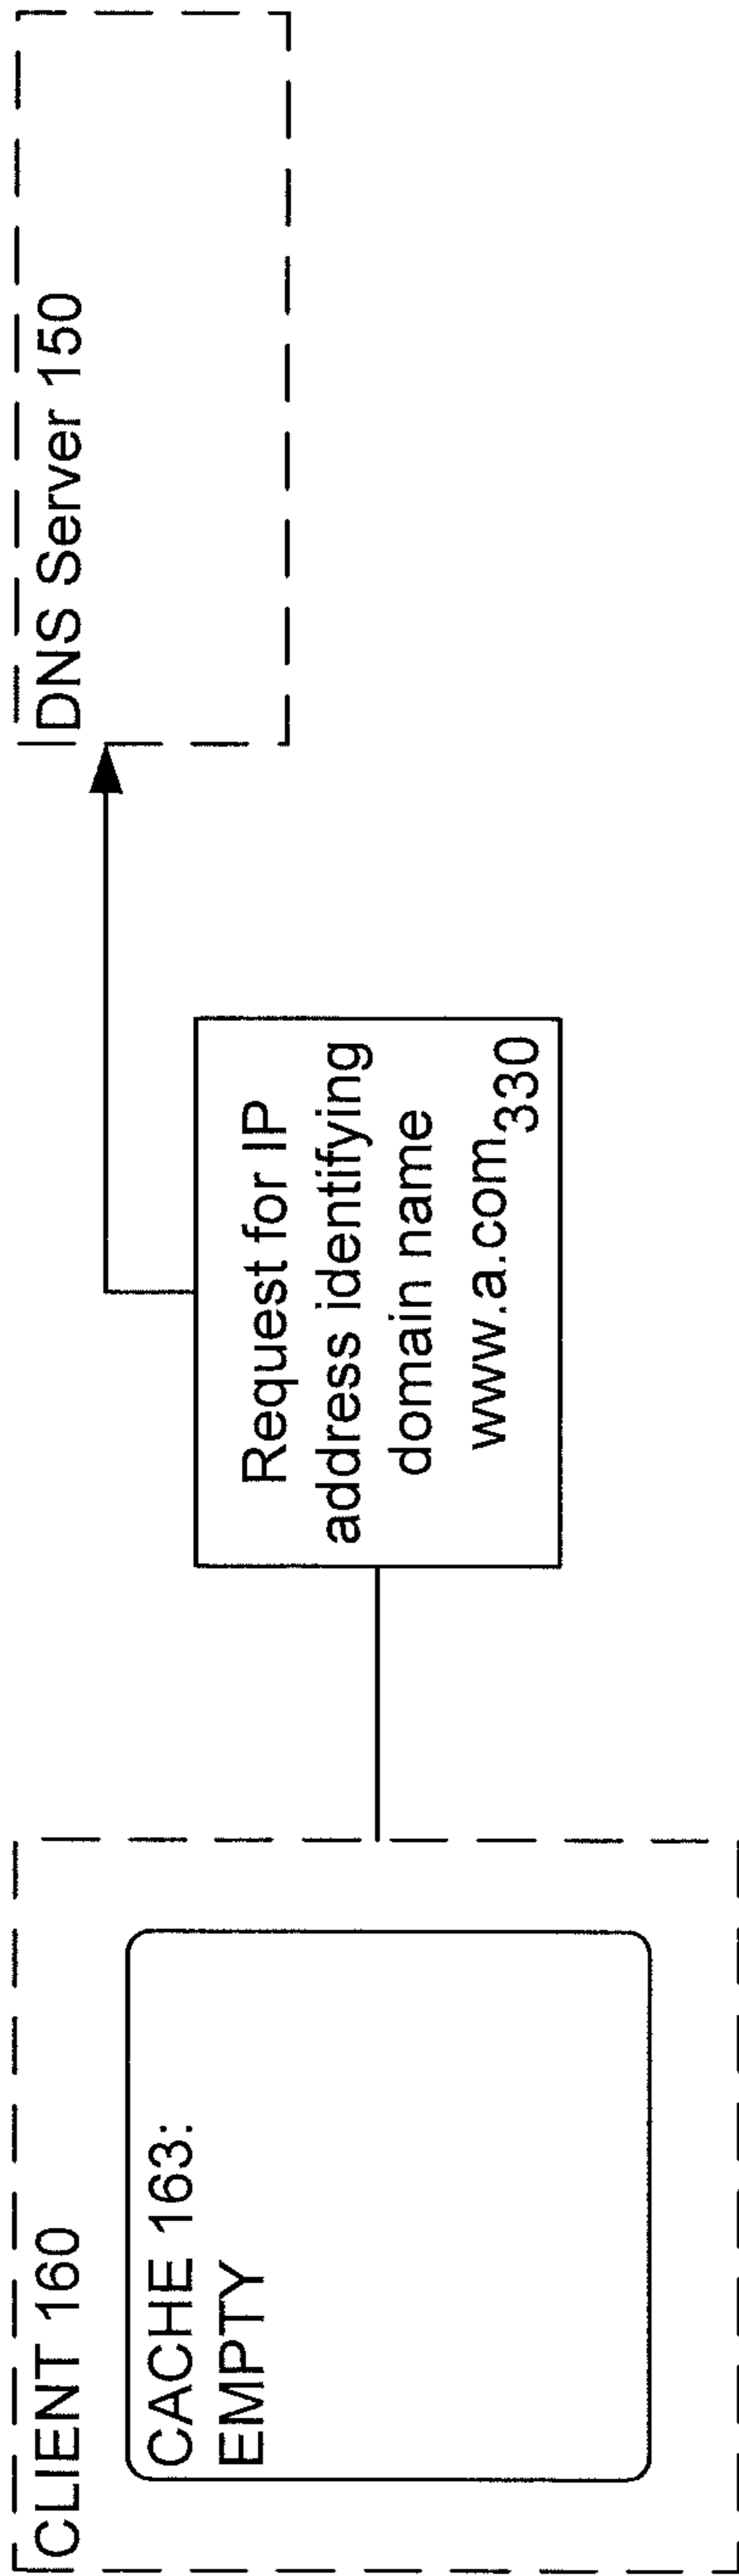 CLIENT 160
CACHE 163:
EMPTY
Request for IP
address identifying
domain name
www.a.com
330
DNS Server 150